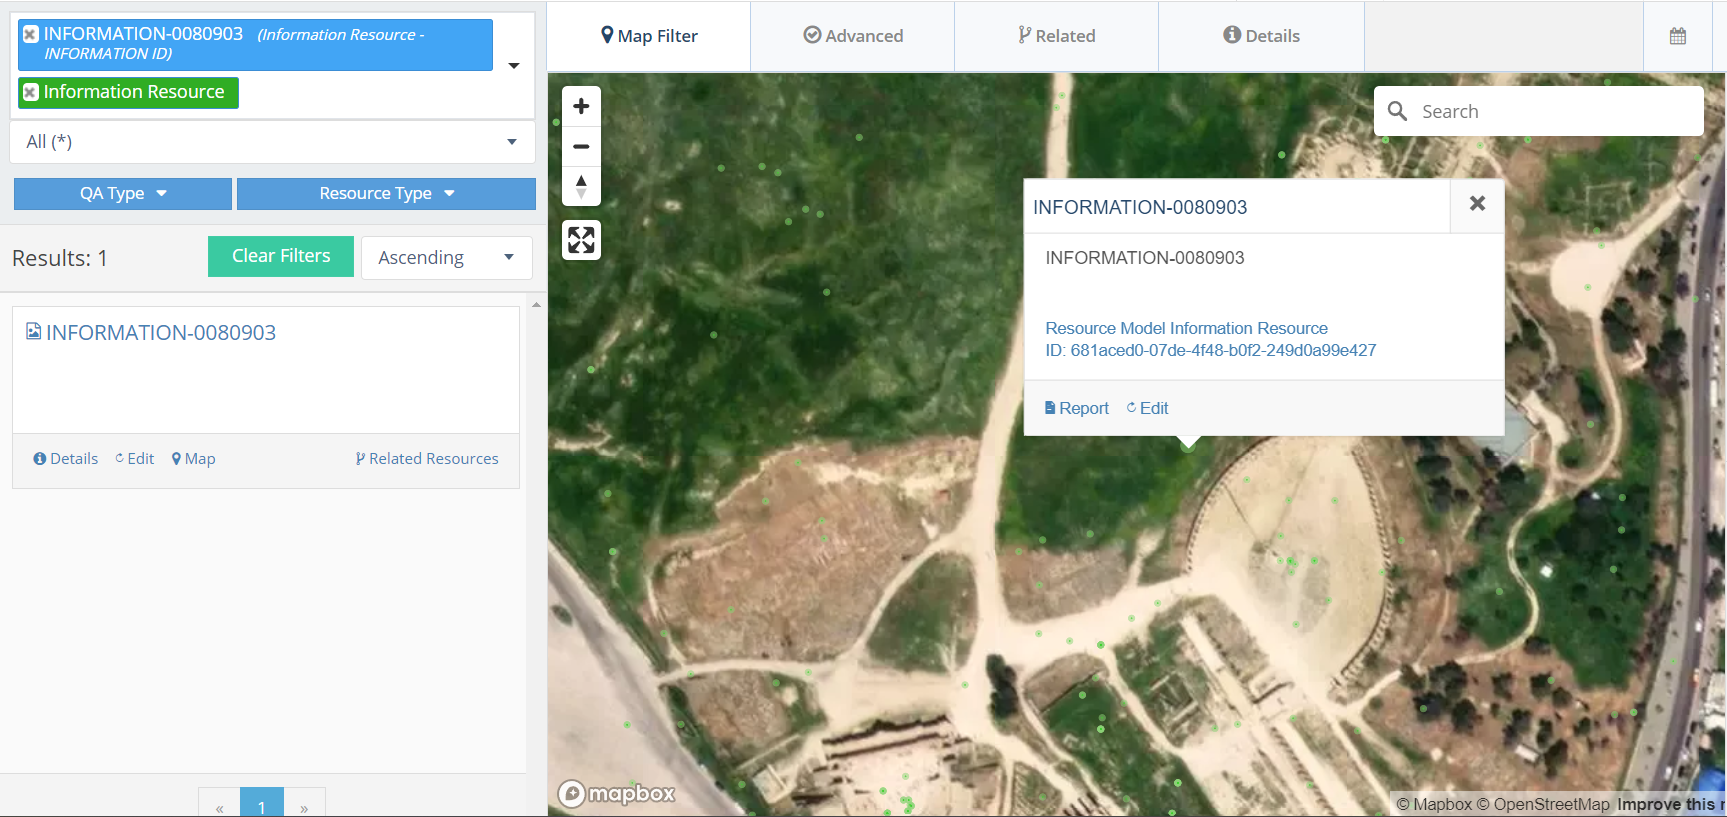 INFORMATION-0080903 (Information Resource -
INFORMATION ID)
Information Resource
All (*)
QA Type
Resource Type
Results: 1
Clear Filters
Ascending
INFORMATION-0080903
Details Edit Map Related Resources
« 1 »
Map Filter
Advanced
Related
Details
Search
INFORMATION-0080903
INFORMATION-0080903
Resource Model Information Resource
ID: 681aced0-07de-4f48-b0f2-249d0a99e427
Report Edit
mapbox
© Mapbox © OpenStreetMap Improve this